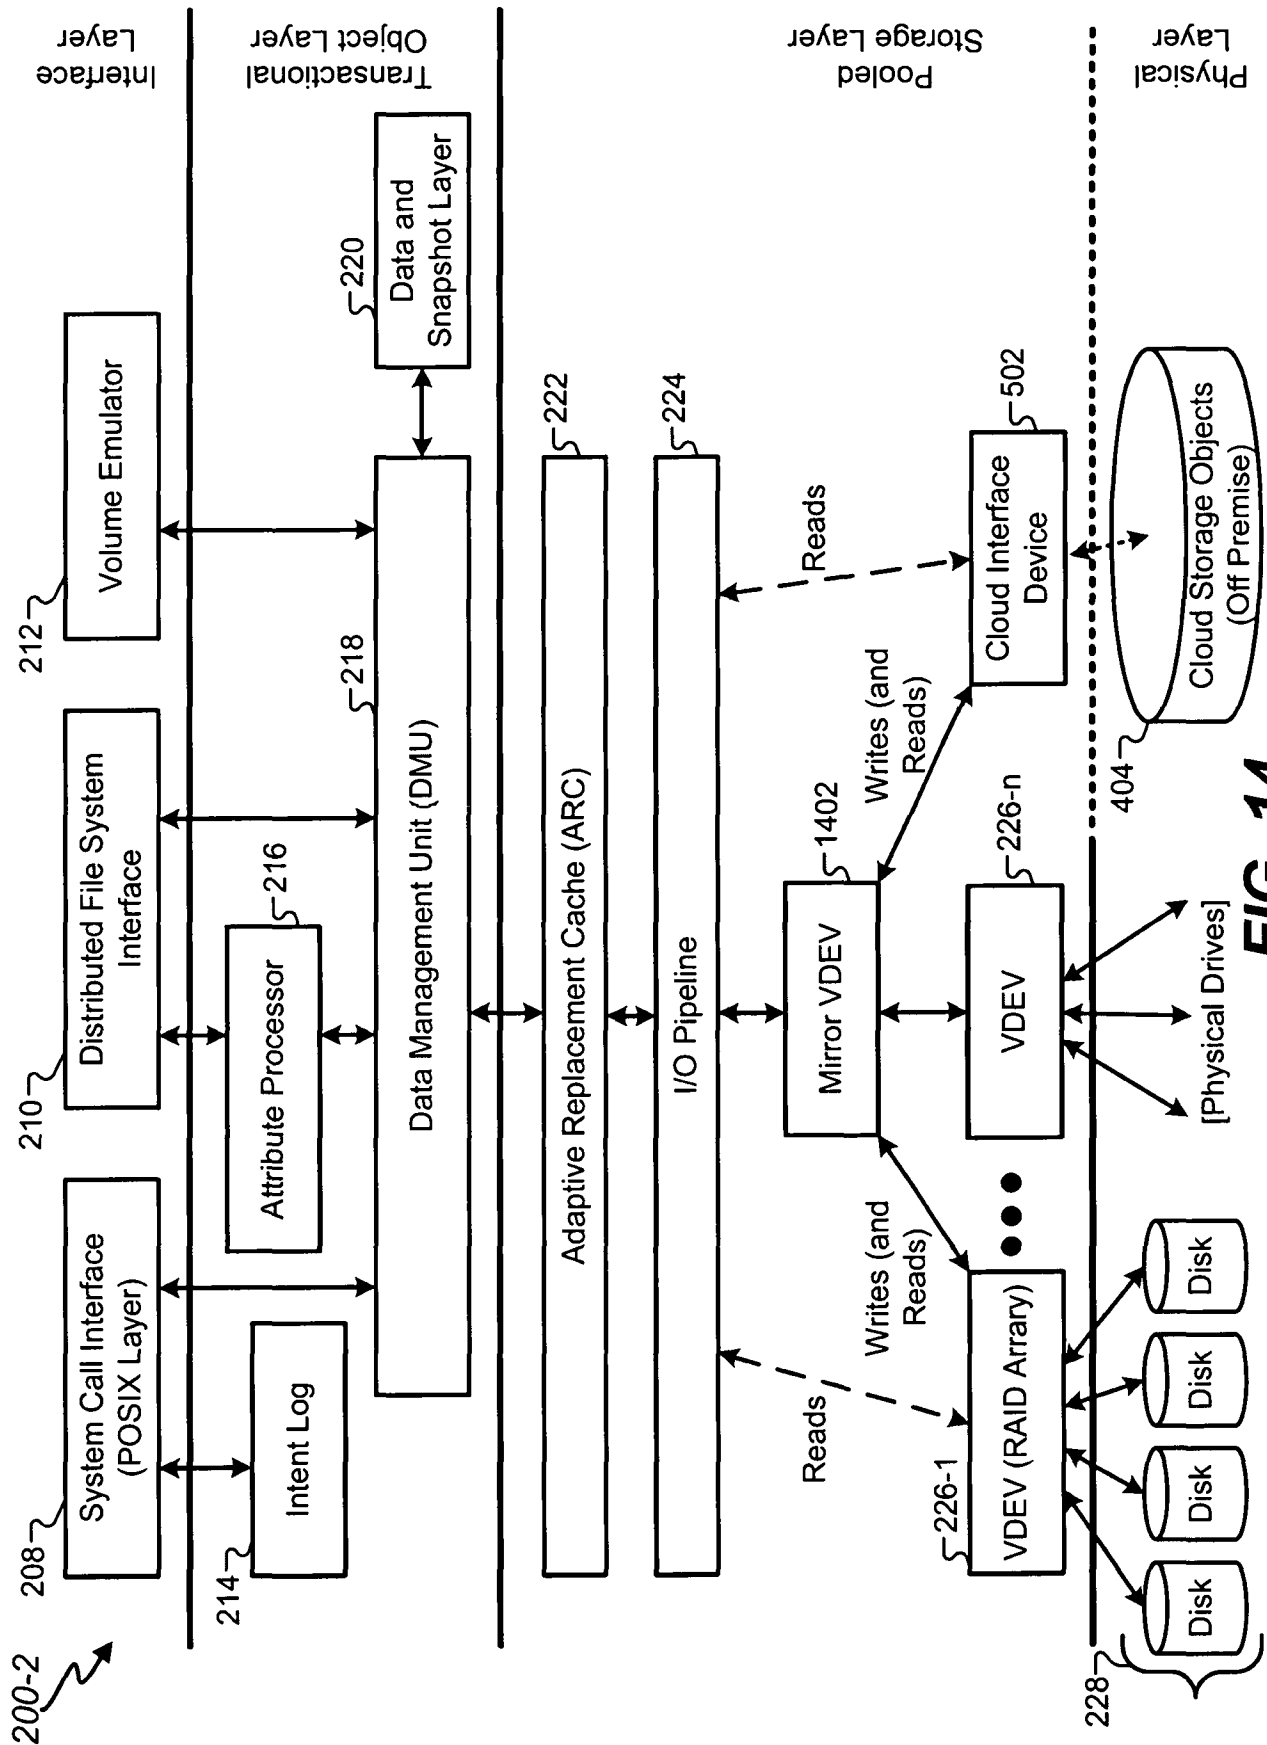 200-2
208
System Call Interface
(POSIX Layer)
210
Distributed File System
Interface
212
Volume Emulator
Interface
Layer
214
Intent Log
Attribute Processor
216
218
Data Management Unit (DMU)
220
Data and
Snapshot Layer
Transactional
Object Layer
Adaptive Replacement Cache (ARC)
222
I/O Pipeline
224
Reads
Writes (and
Reads)
Mirror VDEV
1402
Writes (and
Reads)
Reads
226-1
VDEV (RAID Arrary)
VDEV
226-n
Cloud Interface
Device
502
Pooled
Storage Layer
228
Disk
Disk
Disk
Disk
[Physical Drives]
404
Cloud Storage Objects
(Off Premise)
Physical
Layer
FIG. 14